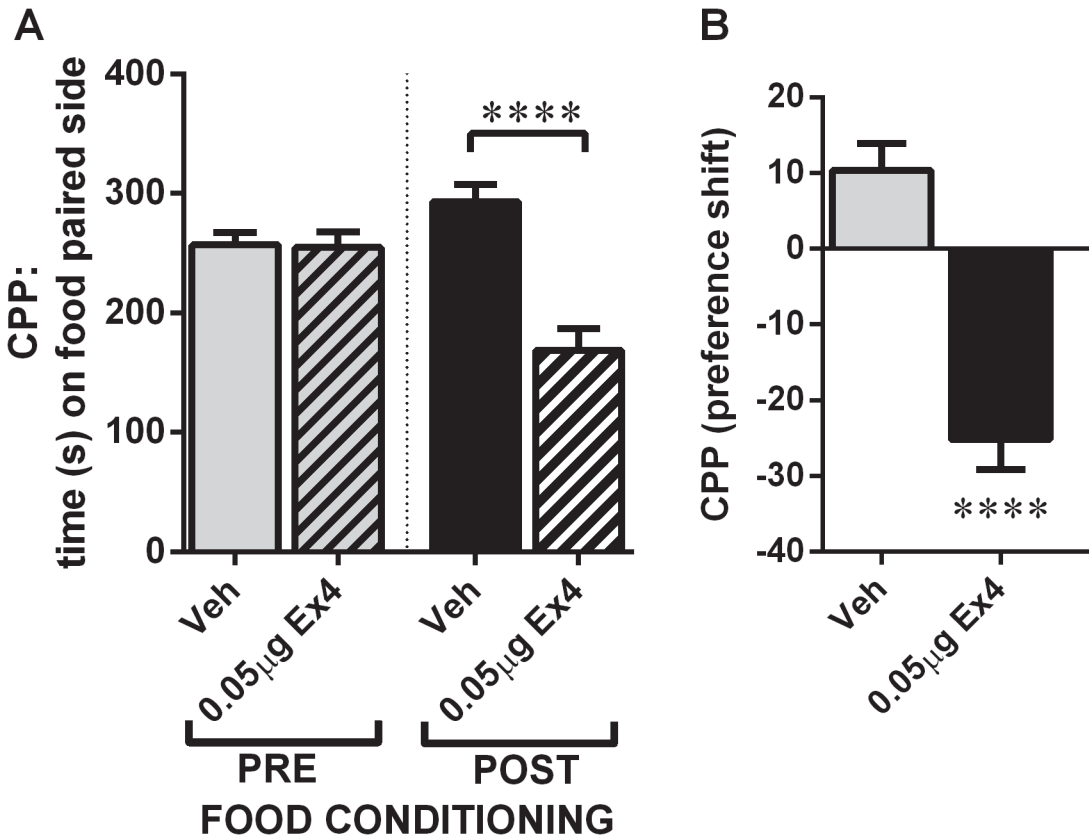 A
CPP:
time (s) on food paired side
400
300
200
100
0
****
Veh
0.05µg Ex4
Veh
0.05µg Ex4
PRE
POST
FOOD CONDITIONING
B
CPP (preference shift)
20
10
0
-10
-20
-30
-40
****
Veh
0.05µg Ex4